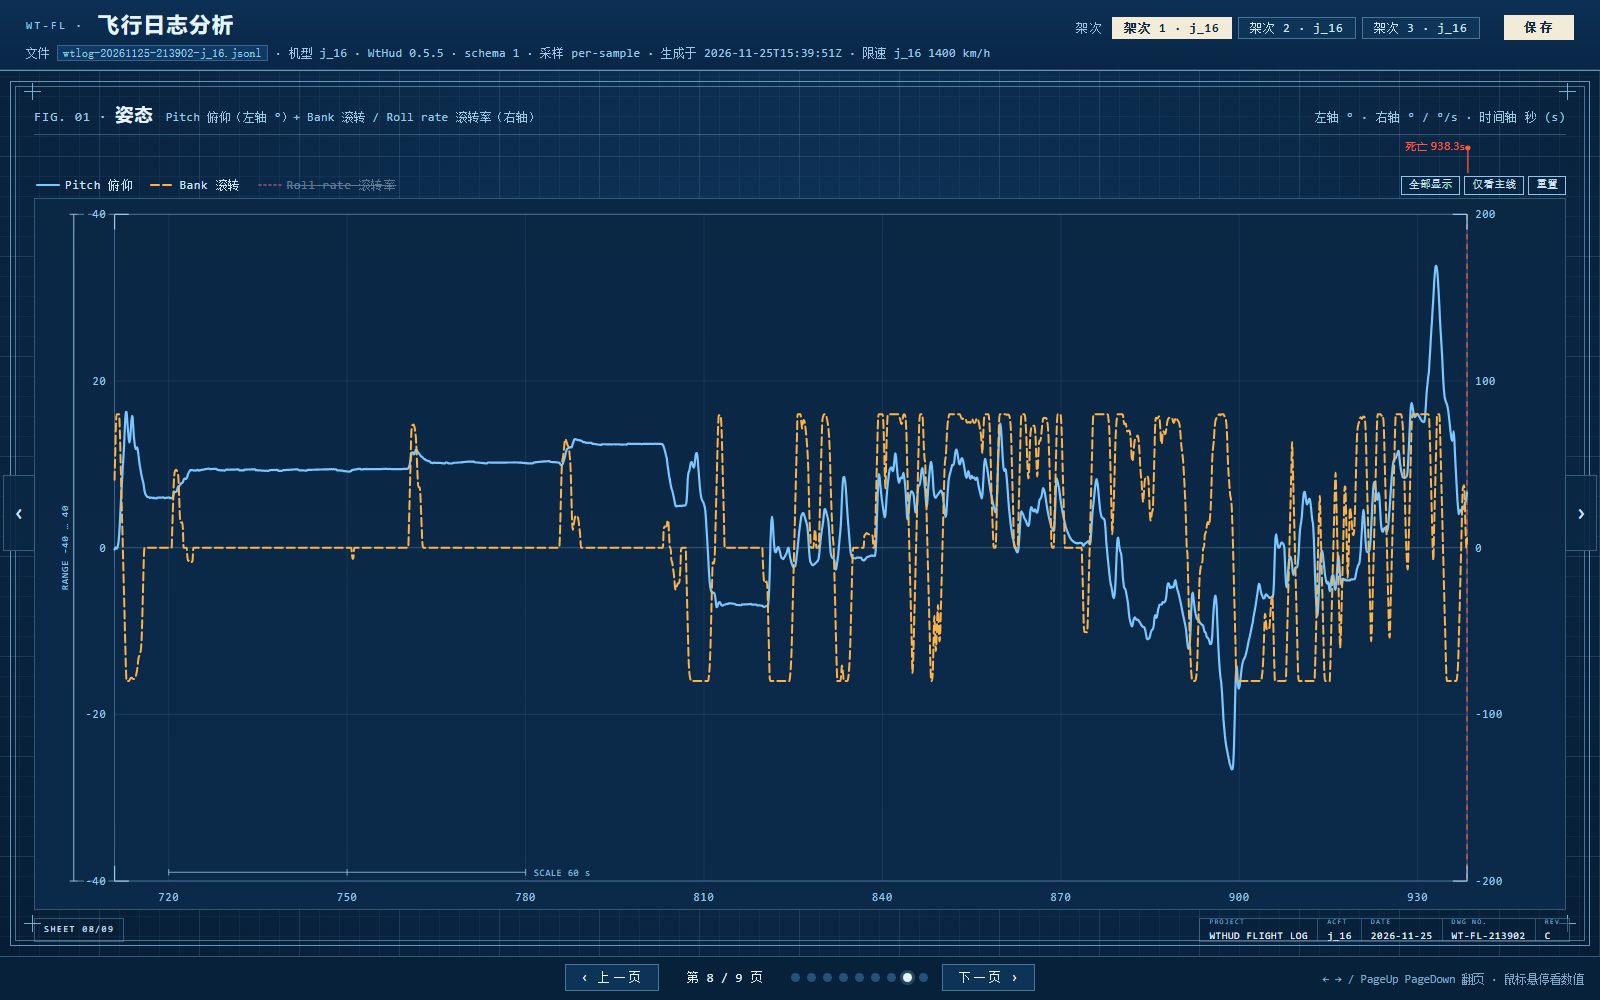 WT-FL · 飞行日志分析
架次 架次 1 · j_16 架次 2 · j_16 架次 3 · j_16 保存
文件 wtlog-20261125-213902-j_16.jsonl · 机型 j_16 · WtHud 0.5.5 · schema 1 · 采样 per-sample · 生成于 2026-11-25T15:39:51Z · 限速 j_16 1400 km/h
FIG. 01 · 姿态 Pitch 俯仰（左轴 °）+ Bank 滚转 / Roll rate 滚转率（右轴）
左轴 ° · 右轴 ° / °/s · 时间轴 秒 (s)
死亡 938.3s
Pitch 俯仰 Bank 滚转 Roll rate 滚转率
全部显示 仅看主线 重置
40 200
20 100
0 0
-20 -100
-40 -200
RANGE -40 … 40
SCALE 60 s
720 750 780 810 840 870 900 930
SHEET 08/09
PROJECT ACFT DATE DWG NO. REV
WTHUD FLIGHT LOG j_16 2026-11-25 WT-FL-213902 C
‹ ›
‹ 上一页 第 8 / 9 页 下一页 ›
← → / PageUp PageDown 翻页 · 鼠标悬停看数值